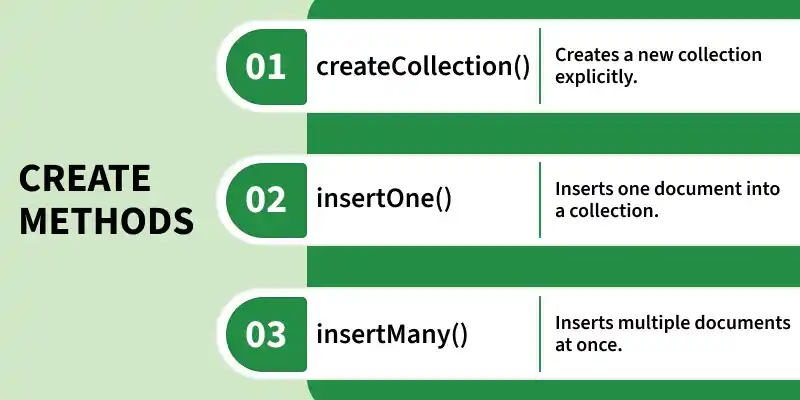 CREATE
METHODS
01
createCollection()
Creates a new collection
explicitly.
02
insertOne()
Inserts one document into
a collection.
03
insertMany()
Inserts multiple documents
at once.